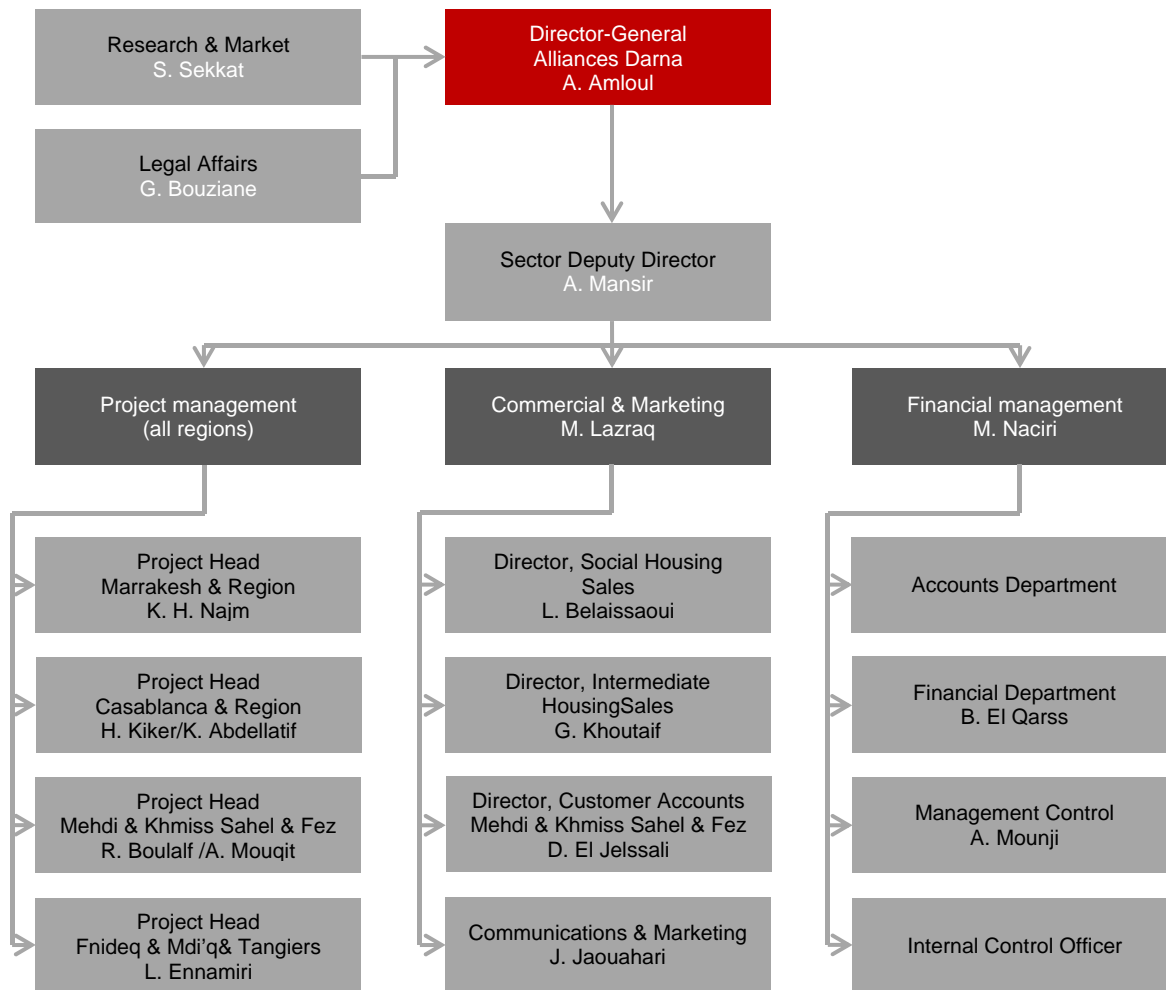 Research & Market
S. Sekkat
Director-General
Alliances Darna
A. Amloul
Legal Affairs
G. Bouziane
Sector Deputy Director
A. Mansir
Project management
(all regions)
Commercial & Marketing
M. Lazraq
Financial management
M. Naciri
Project Head
Marrakesh & Region
K. H. Najm
Director, Social Housing
Sales
L. Belaissaoui
Accounts Department
Project Head
Casablanca & Region
H. Kiker/K. Abdellatif
Director, Intermediate
HousingSales
G. Khoutaif
Financial Department
B. El Qarss
Project Head
Mehdi & Khmiss Sahel & Fez
R. Boulalf /A. Mouqit
Director, Customer Accounts
Mehdi & Khmiss Sahel & Fez
D. El Jelssali
Management Control
A. Mounji
Project Head
Fnideq & Mdi’q& Tangiers
L. Ennamiri
Communications & Marketing
J. Jaouahari
Internal Control Officer